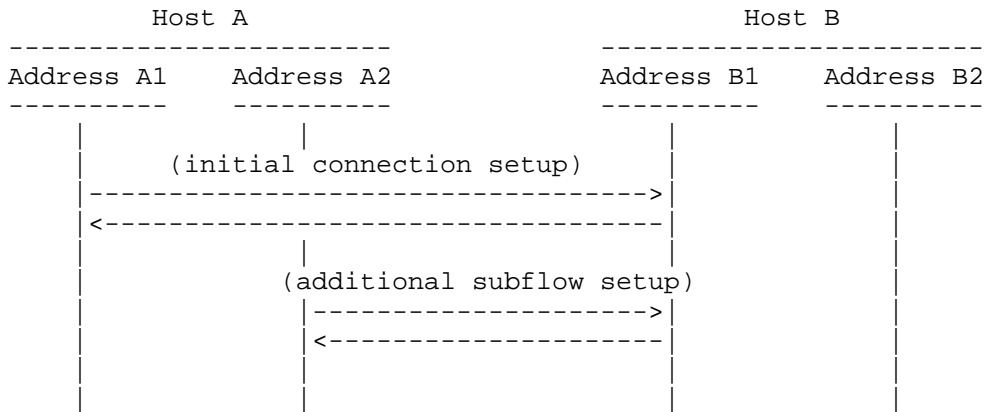 Host A Host B
------------------------ ------------------------
Address A1 Address A2 Address B1 Address B2
---------- ---------- ---------- ----------
(initial connection setup)
(additional subflow setup)